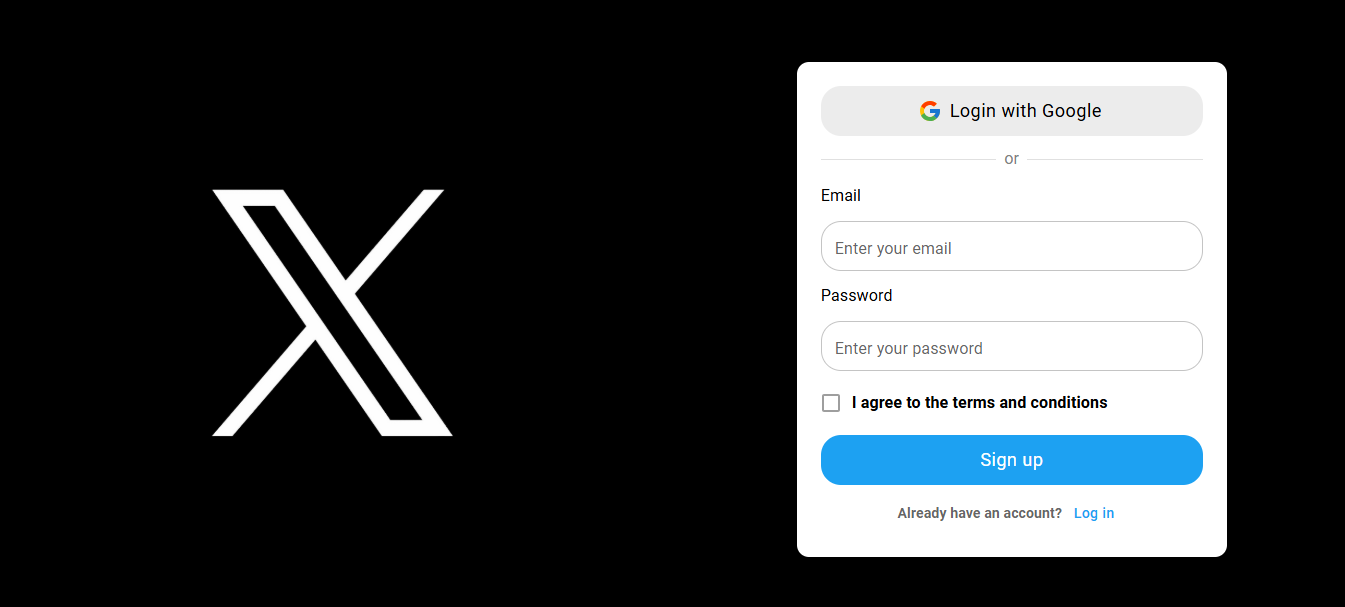 Login with Google
or
Email
Enter your email
Password
Enter your password
I agree to the terms and conditions
Sign up
Already have an account? Log in